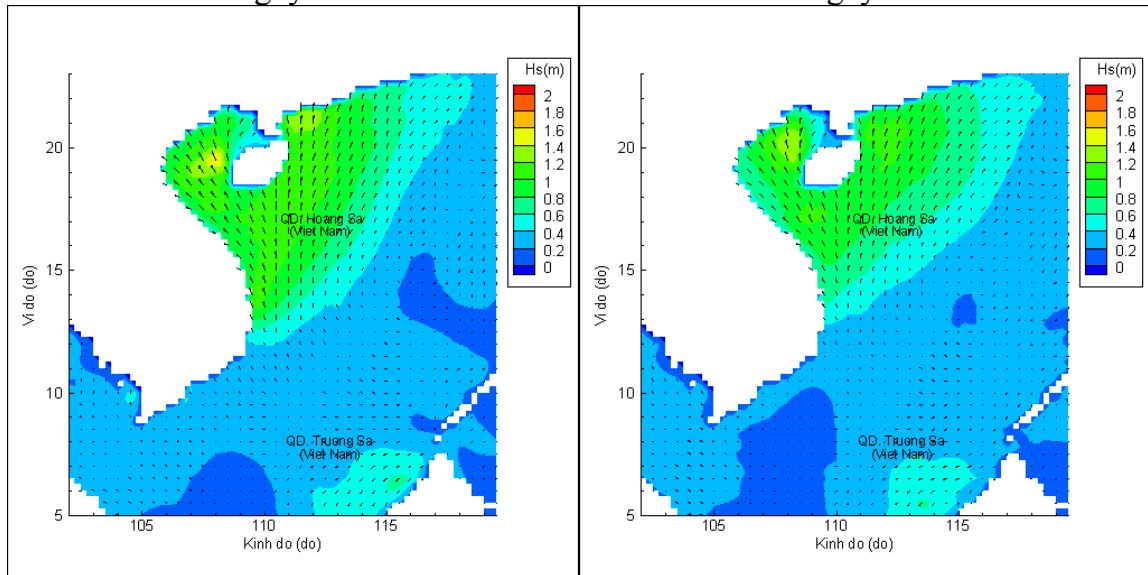 Hs(m)
2
1.8
1.6
1.4
1.2
1
0.8
0.6
0.4
0.2
0
20
15
10
5
Vi do (do)
QD. Hoang Sa
(Viet Nam)
QD. Truong Sa
(Viet Nam)
105
110
115
Kinh do (do)
Hs(m)
2
1.8
1.6
1.4
1.2
1
0.8
0.6
0.4
0.2
0
20
15
10
5
Vi do (do)
QD. Hoang Sa
(Viet Nam)
QD. Truong Sa
(Viet Nam)
105
110
115
Kinh do (do)